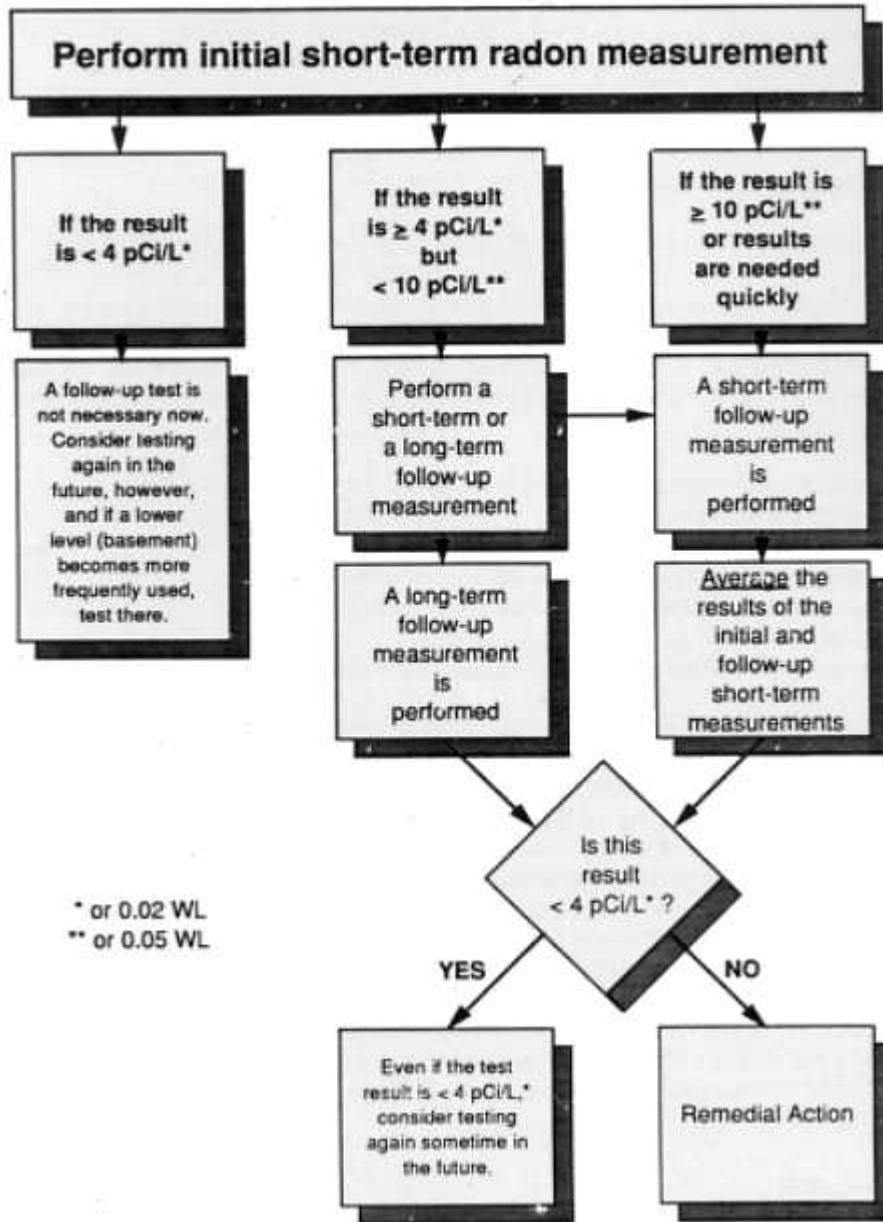 Perform initial short-term radon measurement
If the result
is < 4 pCi/L*
If the result
is ≥ 4 pCi/L*
but
< 10 pCi/L**
If the result is
≥ 10 pCi/L**
or results
are needed
quickly
A follow-up test is
not necessary now.
Consider testing
again in the
future, however,
and if a lower
level (basement)
becomes more
frequently used,
test there.
Perform a
short-term or
a long-term
follow-up
measurement
A short-term
follow-up
measurement
is
performed
A long-term
follow-up
measurement
is
performed
Average the
results of the
initial and
follow-up
short-term
measurements
Is this
result
< 4 pCi/L* ?
* or 0.02 WL
** or 0.05 WL
YES
NO
Even if the test
result is < 4 pCi/L,*
consider testing
again sometime in
the future.
Remedial Action